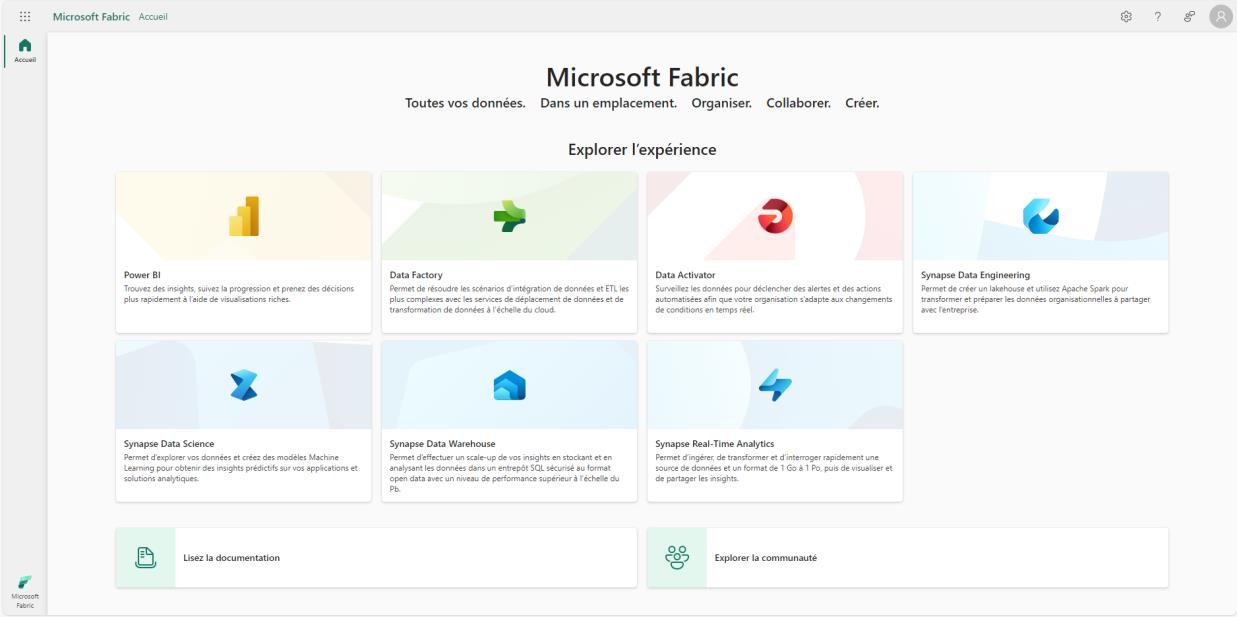 Microsoft Fabric Accueil
Accueil
Microsoft Fabric
Toutes vos données. Dans un emplacement. Organiser. Collaborer. Créer.
Explorer l'expérience
Power BI
Trouvez des insights, suivez la progression et prenez des décisions
plus rapidement à l'aide de visualisations riches.
Data Factory
Permet de résoudre les scénarios d'intégration de données et ETL les
plus complexes avec les services de déplacement de données et de
transformation de données à l'échelle du cloud.
Data Activator
Surveillez les données pour déclencher des alertes et des actions
automatisées afin que votre organisation s'adapte aux changements
de conditions en temps réel.
Synapse Data Engineering
Permet de créer un lakehouse et utilisez Apache Spark pour
transformer et préparer les données organisationnelles à partager
avec l'entreprise.
Synapse Data Science
Permet d'explorer vos données et créez des modèles Machine
Learning pour obtenir des insights prédictifs sur vos applications et
solutions analytiques.
Synapse Data Warehouse
Permet d'effectuer un scale-up de vos insights en stockant et en
analysant les données dans un entrepôt SQL sécurisé au format
open data avec un niveau de performance supérieur à l'échelle du
Pb.
Synapse Real-Time Analytics
Permet d'ingérer, de transformer et d'interroger rapidement une
source de données et un format de 1 Go à 1 Po, puis de visualiser et
de partager les insights.
Lisez la documentation
Explorer la communauté
Microsoft
Fabric